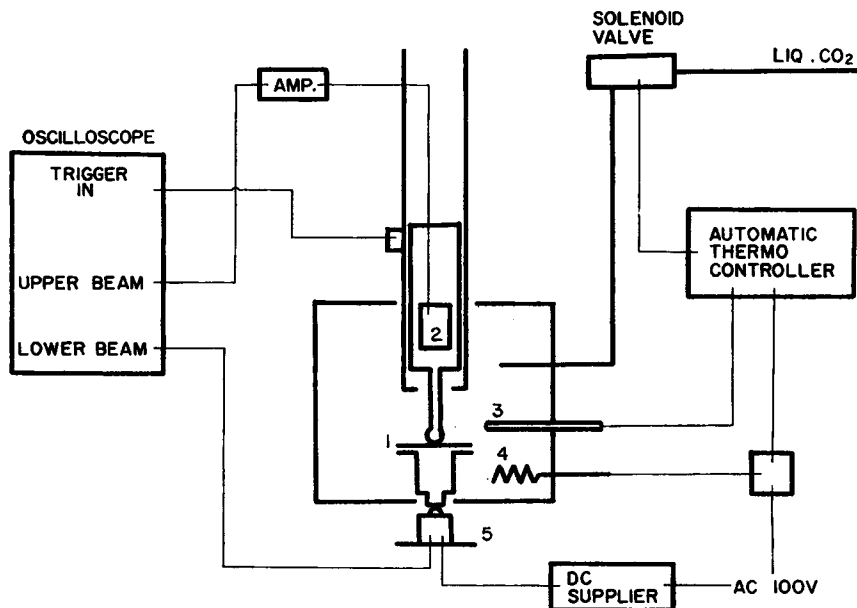 SOLENOID
VALVE
LIQ. CO₂
AMP.
OSCILLOSCOPE
TRIGGER
IN
UPPER BEAM
LOWER BEAM
AUTOMATIC
THERMO
CONTROLLER
2
3
1
4
5
DC
SUPPLIER
AC 100V